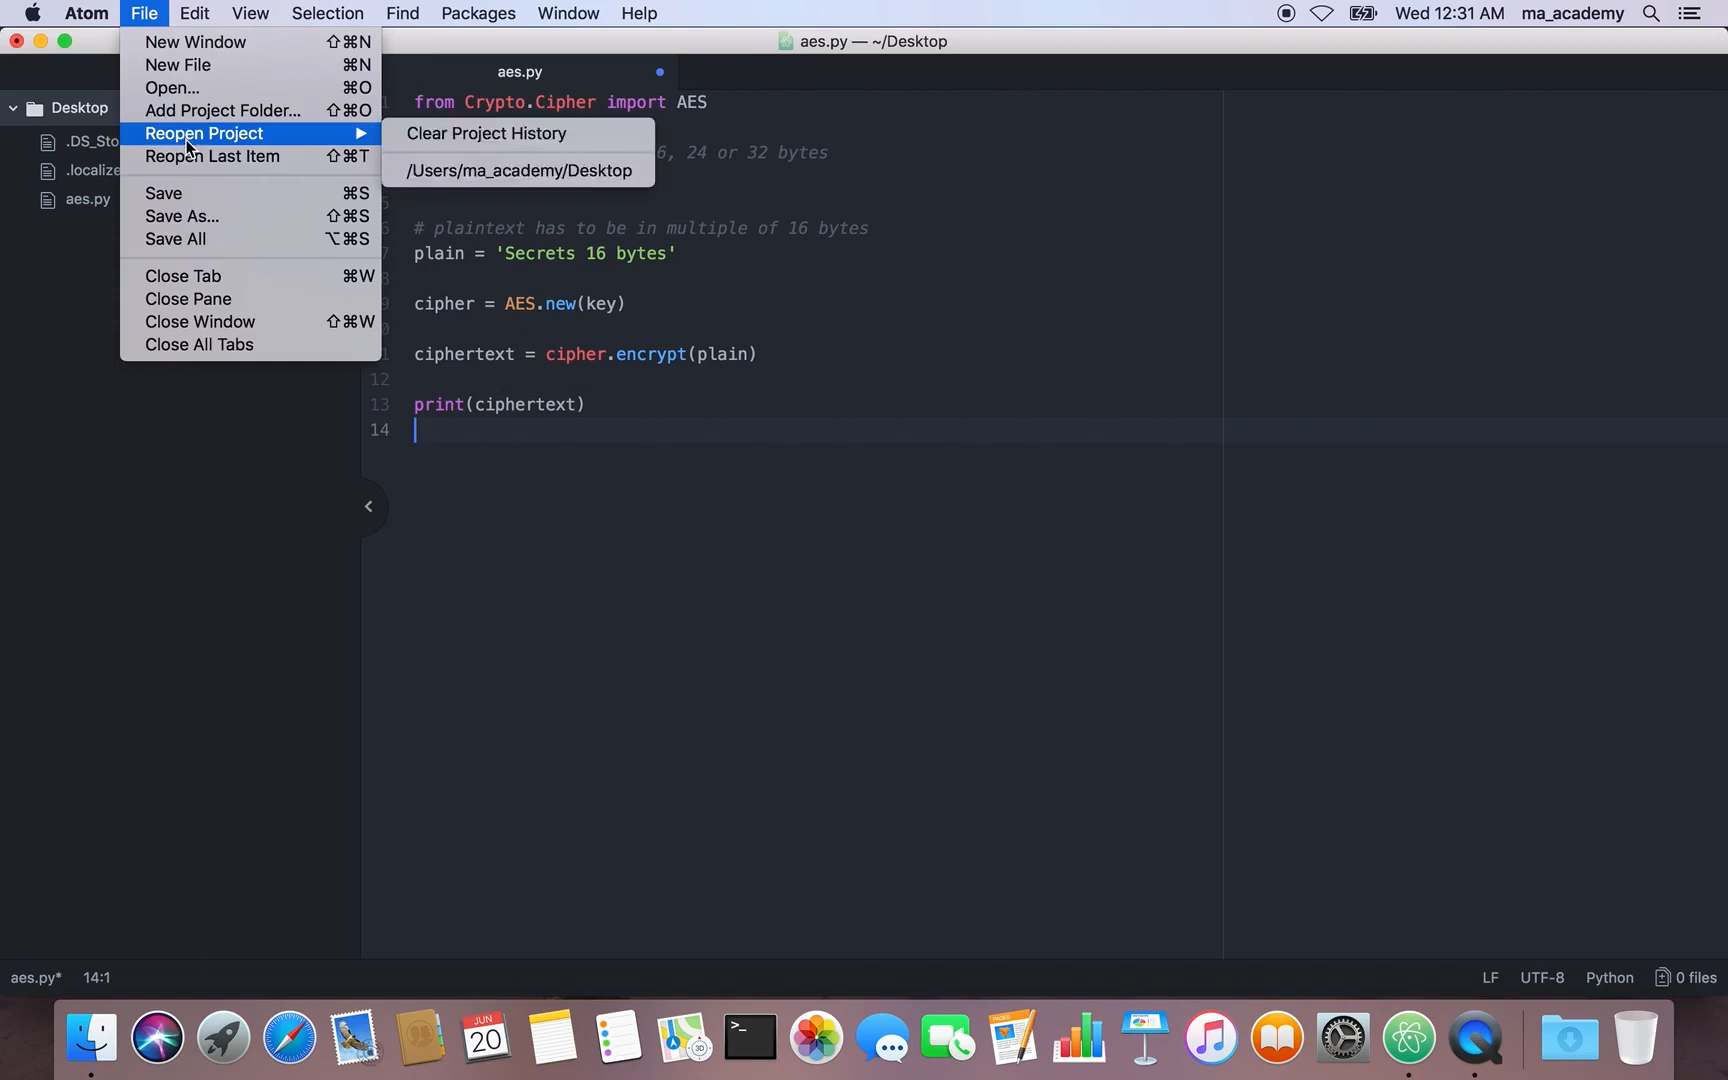 Atom File Edit View Selection Find Packages Window Help Wed 12:31 AM ma_academy
aes.py — ~/Desktop
New Window ⇧⌘N
New File ⌘N
Open... ⌘O
Add Project Folder... ⇧⌘O
Reopen Project ▶
Reopen Last Item ⇧⌘T
Save ⌘S
Save As... ⇧⌘S
Save All ⌥⌘S
Close Tab ⌘W
Close Pane
Close Window ⇧⌘W
Close All Tabs
Clear Project History
/Users/ma_academy/Desktop
Desktop
.DS_Sto
.localize
aes.py
aes.py
from Crypto.Cipher import AES
6, 24 or 32 bytes
# plaintext has to be in multiple of 16 bytes
plain = 'Secrets 16 bytes'
cipher = AES.new(key)
ciphertext = cipher.encrypt(plain)
12
13 print(ciphertext)
14
aes.py* 14:1 LF UTF-8 Python 0 files
JUN
20